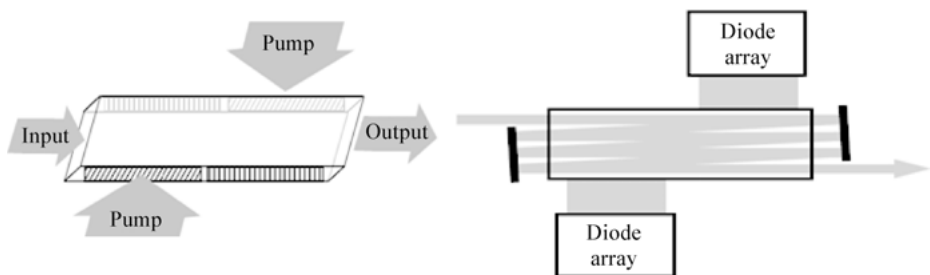 Pump
Input
Output
Pump
Diode
array
Diode
array